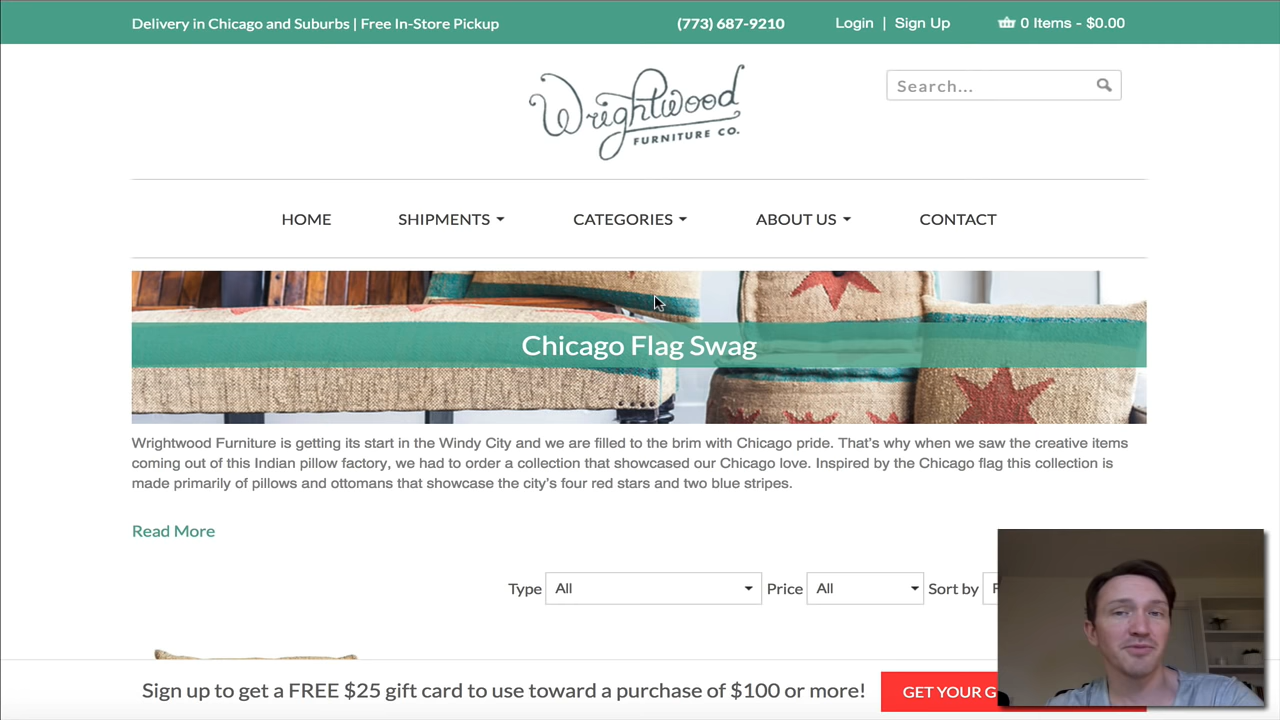 Delivery in Chicago and Suburbs | Free In-Store Pickup
(773) 687-9210
Login | Sign Up
0 Items - $0.00
Wrightwood
FURNITURE CO.
Search...
HOME
SHIPMENTS
CATEGORIES
ABOUT US
CONTACT
Chicago Flag Swag
Wrightwood Furniture is getting its start in the Windy City and we are filled to the brim with Chicago pride. That's why when we saw the creative items
coming out of this Indian pillow factory, we had to order a collection that showcased our Chicago love. Inspired by the Chicago flag this collection is
made primarily of pillows and ottomans that showcase the city's four red stars and two blue stripes.
Read More
Type All Price All Sort by
Sign up to get a FREE $25 gift card to use toward a purchase of $100 or more!
GET YOUR